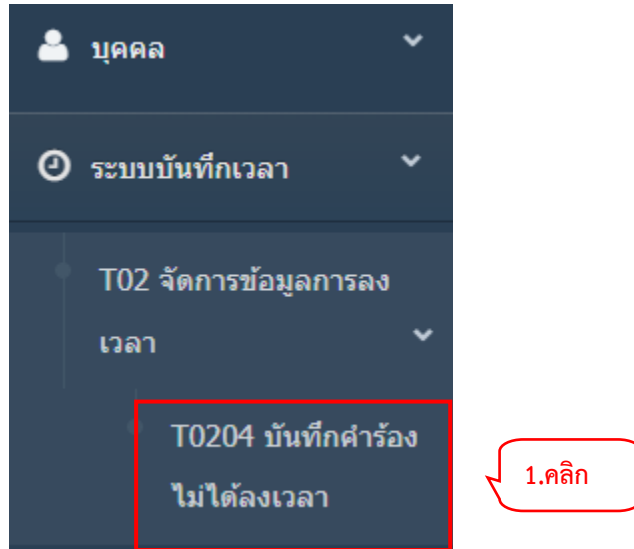 บุคคล
ระบบบันทึกเวลา
T02 จัดการข้อมูลการลง
เวลา
T0204 บันทึกคำร้อง
ไม่ได้ลงเวลา
1.คลิก